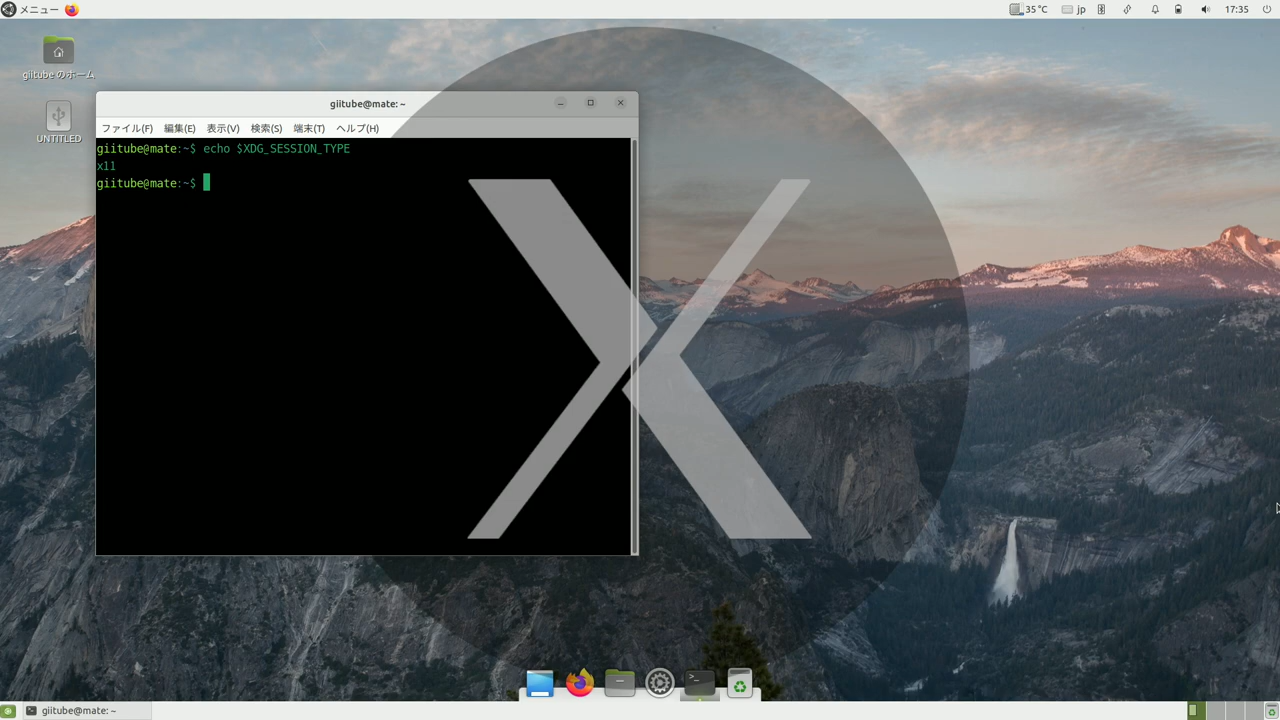 メニュー
35 °C
jp
17:35
giitube のホーム
UNTITLED
giitube@mate: ~
ファイル(F) 編集(E) 表示(V) 検索(S) 端末(T) ヘルプ(H)
giitube@mate:~$ echo $XDG_SESSION_TYPE
x11
giitube@mate:~$
X
giitube@mate: ~